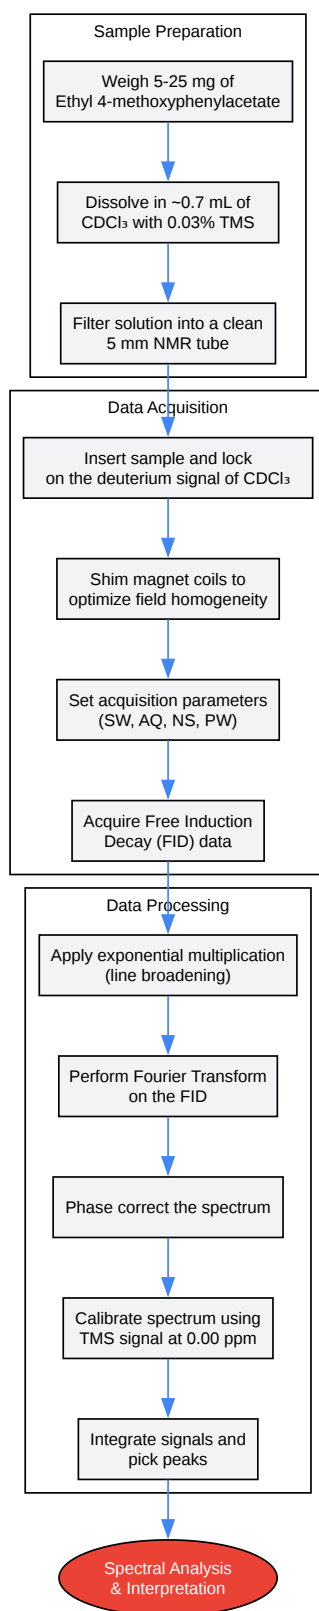 Sample Preparation
Weigh 5-25 mg of
Ethyl 4-methoxyphenylacetate
Dissolve in ~0.7 mL of
CDCl₃ with 0.03% TMS
Filter solution into a clean
5 mm NMR tube
Data Acquisition
Insert sample and lock
on the deuterium signal of CDCl₃
Shim magnet coils to
optimize field homogeneity
Set acquisition parameters
(SW, AQ, NS, PW)
Acquire Free Induction
Decay (FID) data
Data Processing
Apply exponential multiplication
(line broadening)
Perform Fourier Transform
on the FID
Phase correct the spectrum
Calibrate spectrum using
TMS signal at 0.00 ppm
Integrate signals and
pick peaks
Spectral Analysis
& Interpretation